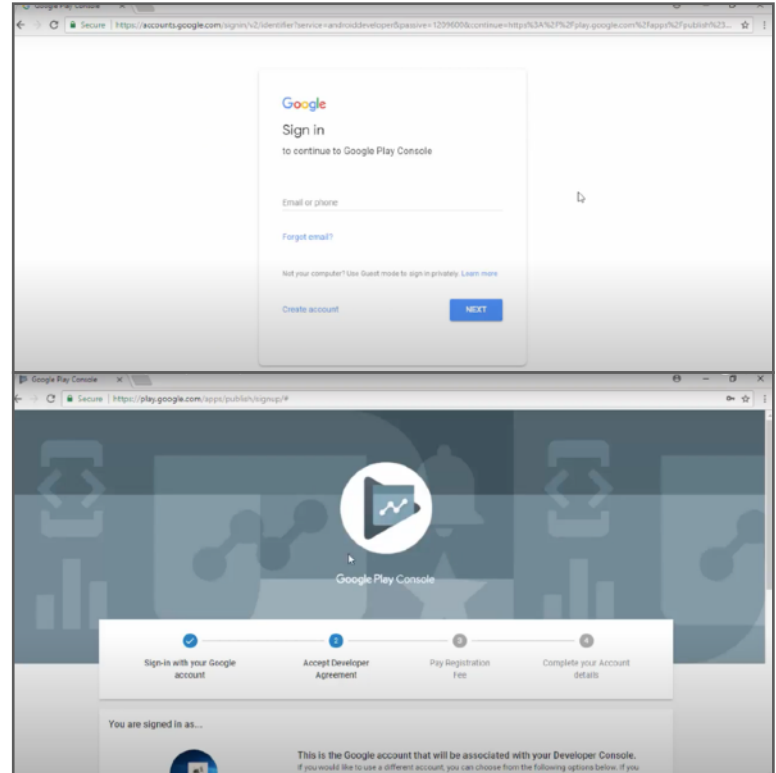 Google Play Console
Secure | https://accounts.google.com/signin/v2/identifier?service=androiddeveloper&passive=1209600&continue=https%3A%2F%2Fplay.google.com%2Fapps%2Fpublish%2F%23...
Google
Sign in
to continue to Google Play Console
Email or phone
Forgot email?
Not your computer? Use Guest mode to sign in privately. Learn more
Create account
NEXT
Google Play Console
Secure | https://play.google.com/apps/publish/signup/#
Google Play Console
2
3
4
Sign-in with your Google Accept Developer Pay Registration Complete your Account
account Agreement Fee details
You are signed in as...
This is the Google account that will be associated with your Developer Console.
If you would like to use a different account, you can choose from the following options below. If you